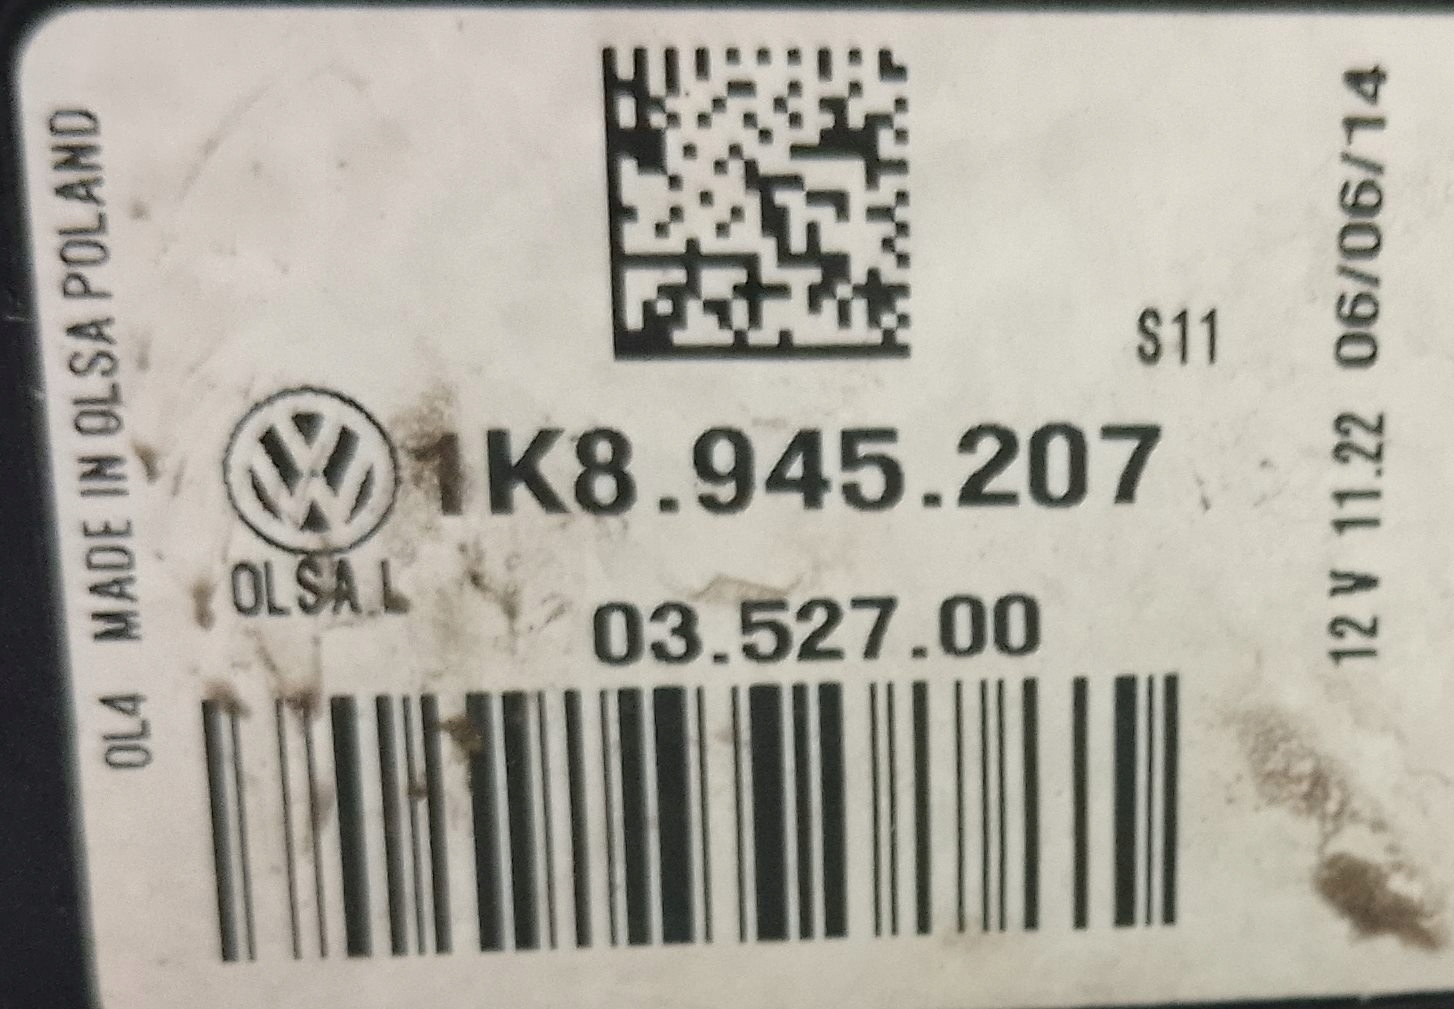 OL4 MADE IN OLSA POLAND
S11
1K8.945.207
OLSA.L
03.527.00
12 V 11.22 06/06/14